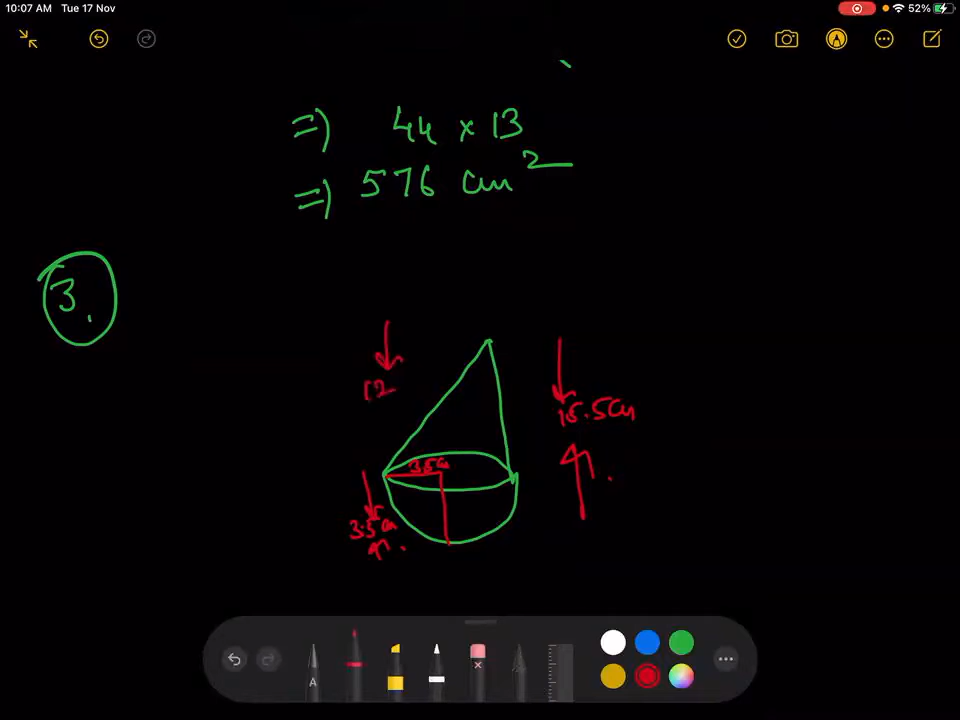 10:07 AM Tue 17 Nov
52%
=> 44 x 13
=> 576 cm²
3.
12
15.5cm
3.5cm
3.5cm
A